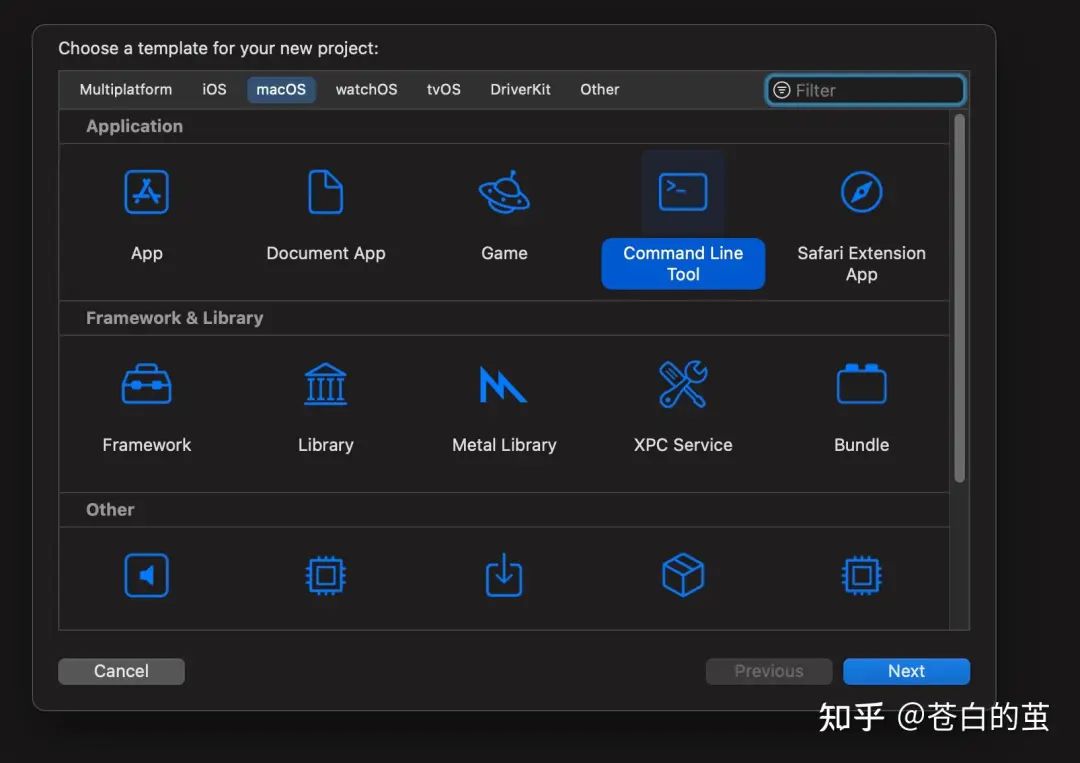 Choose a template for your new project:
Multiplatform iOS macOS watchOS tvOS DriverKit Other Filter
Application
App Document App Game Command Line Tool Safari Extension App
Framework & Library
Framework Library Metal Library XPC Service Bundle
Other
Cancel Previous Next
知乎 @苍白的茧